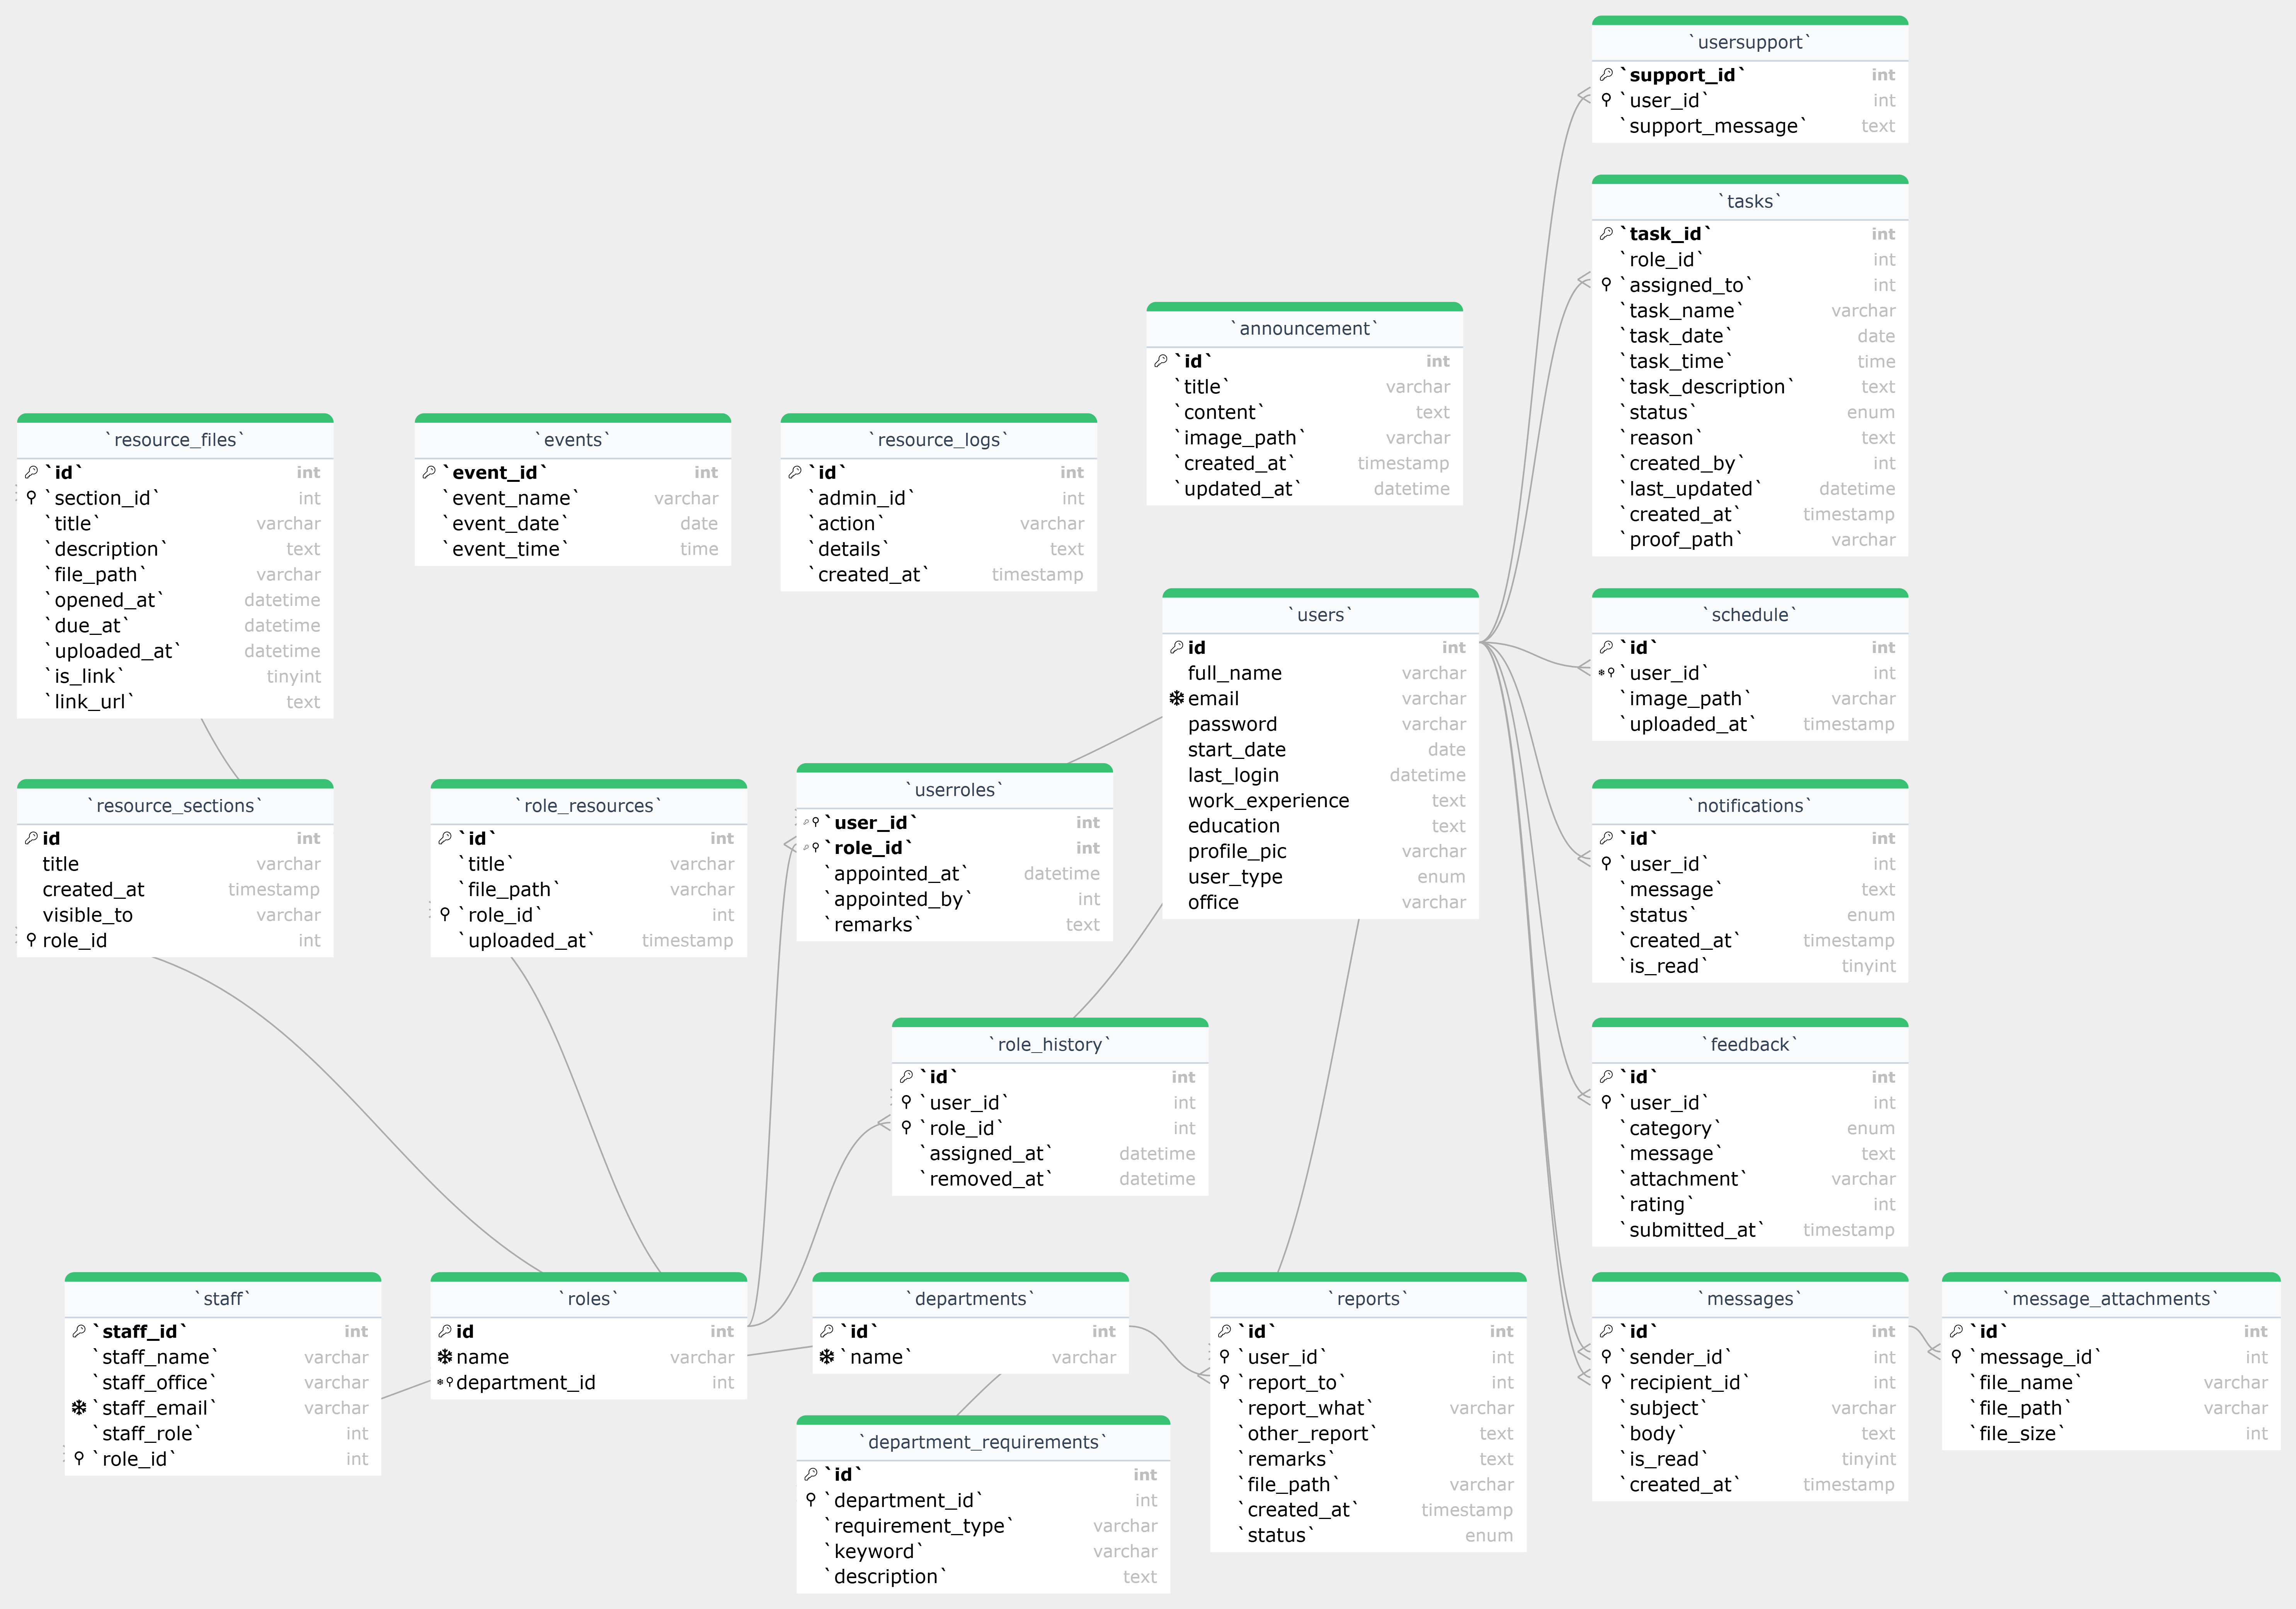 `usersupport`
`support_id` int
`user_id` int
`support_message` text
`tasks`
`task_id` int
`role_id` int
`assigned_to` int
`task_name` varchar
`task_date` date
`task_time` time
`task_description` text
`status` enum
`reason` text
`created_by` int
`last_updated` datetime
`created_at` timestamp
`proof_path` varchar
`announcement`
`id` int
`title` varchar
`content` text
`image_path` varchar
`created_at` timestamp
`updated_at` datetime
`resource_files`
`id` int
`section_id` int
`title` varchar
`description` text
`file_path` varchar
`opened_at` datetime
`due_at` datetime
`uploaded_at` datetime
`is_link` tinyint
`link_url` text
`events`
`event_id` int
`event_name` varchar
`event_date` date
`event_time` time
`resource_logs`
`id` int
`admin_id` int
`action` varchar
`details` text
`created_at` timestamp
`users`
id int
full_name varchar
email varchar
password varchar
start_date date
last_login datetime
work_experience text
education text
profile_pic varchar
user_type enum
office varchar
`schedule`
`id` int
`user_id` int
`image_path` varchar
`uploaded_at` timestamp
`resource_sections`
id int
title varchar
created_at timestamp
visible_to varchar
role_id int
`role_resources`
`id` int
`title` varchar
`file_path` varchar
`role_id` int
`uploaded_at` timestamp
`userroles`
`user_id` int
`role_id` int
`appointed_at` datetime
`appointed_by` int
`remarks` text
`notifications`
`id` int
`user_id` int
`message` text
`status` enum
`created_at` timestamp
`is_read` tinyint
`role_history`
`id` int
`user_id` int
`role_id` int
`assigned_at` datetime
`removed_at` datetime
`feedback`
`id` int
`user_id` int
`category` enum
`message` text
`attachment` varchar
`rating` int
`submitted_at` timestamp
`staff`
`staff_id` int
`staff_name` varchar
`staff_office` varchar
`staff_email` varchar
`staff_role` int
`role_id` int
`roles`
id int
name varchar
department_id int
`departments`
`id` int
`name` varchar
`department_requirements`
`id` int
`department_id` int
`requirement_type` varchar
`keyword` varchar
`description` text
`reports`
`id` int
`user_id` int
`report_to` int
`report_what` varchar
`other_report` text
`remarks` text
`file_path` varchar
`created_at` timestamp
`status` enum
`messages`
`id` int
`sender_id` int
`recipient_id` int
`subject` varchar
`body` text
`is_read` tinyint
`created_at` timestamp
`message_attachments`
`id` int
`message_id` int
`file_name` varchar
`file_path` varchar
`file_size` int